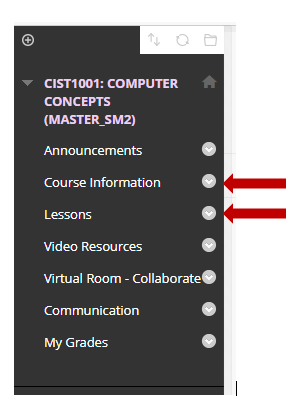 CIST1001: COMPUTER
CONCEPTS
(MASTER_SM2)
Announcements
Course Information
Lessons
Video Resources
Virtual Room - Collaborate
Communication
My Grades